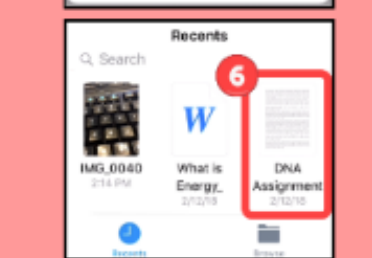 Recents
Search
6
W
IMG_0040
2:14 PM
What is
Energy_
2/12/18
DNA
Assignment
2/12/18
Recents
Browse